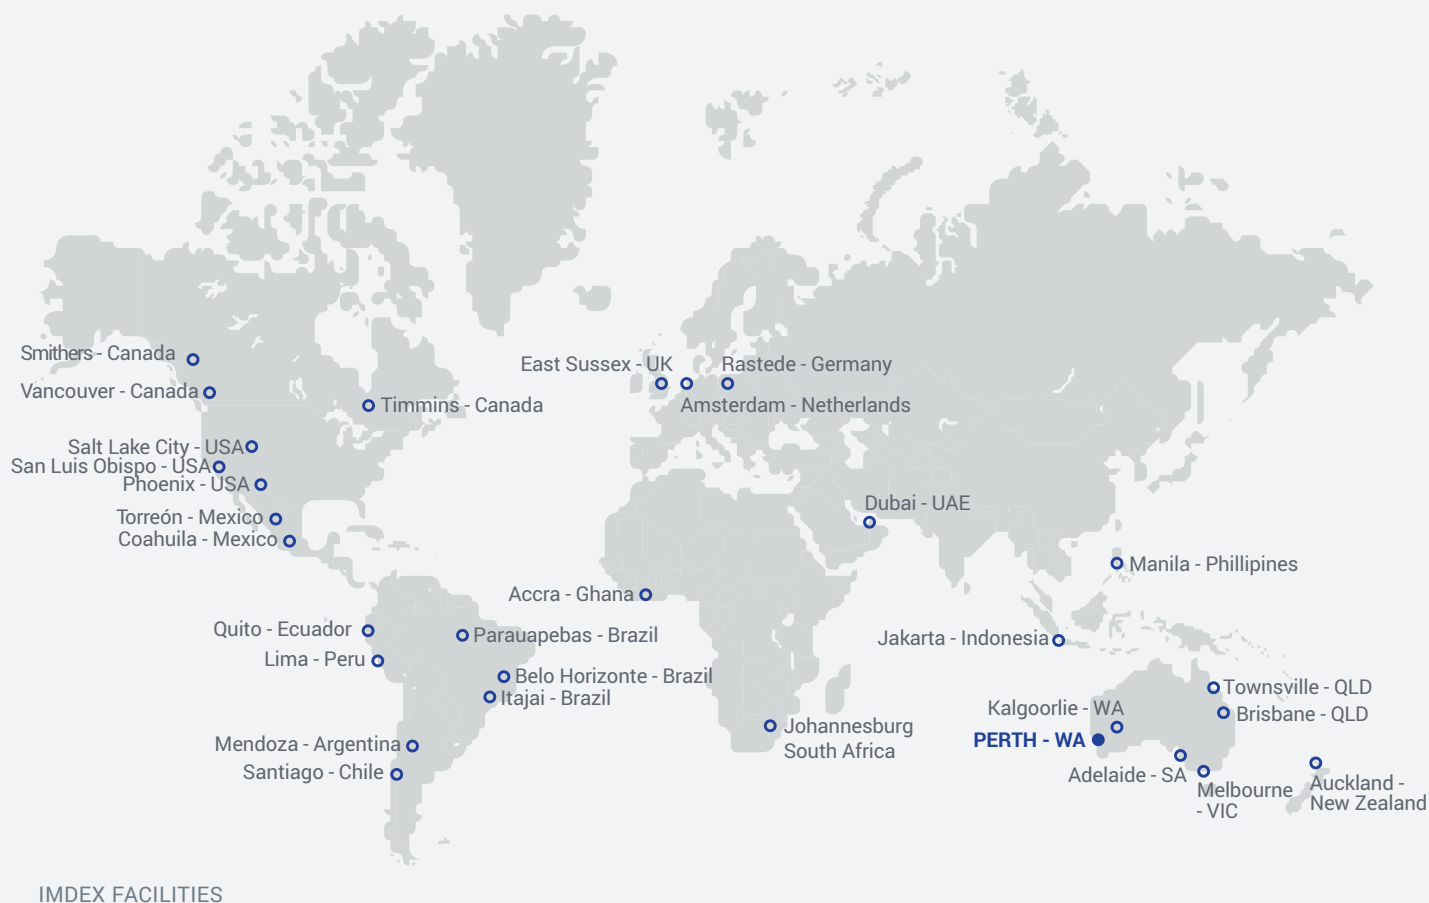 Smithers - Canada
Vancouver - Canada
Timmins - Canada
East Sussex - UK
Rastede - Germany
Amsterdam - Netherlands
Salt Lake City - USA
San Luis Obispo - USA
Phoenix - USA
Torreón - Mexico
Coahuila - Mexico
Dubai - UAE
Manila - Phillipines
Accra - Ghana
Quito - Ecuador
Parauapebas - Brazil
Jakarta - Indonesia
Lima - Peru
Belo Horizonte - Brazil
Itajai - Brazil
Townsville - QLD
Kalgoorlie - WA
Brisbane - QLD
Johannesburg
South Africa
PERTH - WA
Mendoza - Argentina
Santiago - Chile
Adelaide - SA
Melbourne
- VIC
Auckland -
New Zealand
IMDEX FACILITIES